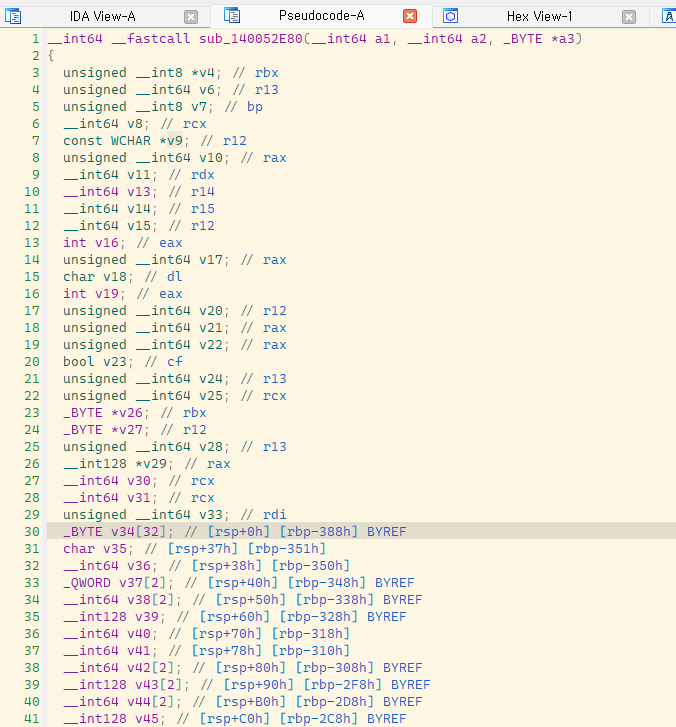 IDA View-A Pseudocode-A Hex View-1
1 __int64 __fastcall sub_140052E80(__int64 a1, __int64 a2, _BYTE *a3)
2 {
3 unsigned __int8 *v4; // rbx
4 unsigned __int64 v6; // r13
5 unsigned __int8 v7; // bp
6 __int64 v8; // rcx
7 const WCHAR *v9; // r12
8 unsigned __int64 v10; // rax
9 __int64 v11; // rdx
10 __int64 v13; // r14
11 __int64 v14; // r15
12 __int64 v15; // r12
13 int v16; // eax
14 unsigned __int64 v17; // rax
15 char v18; // dl
16 int v19; // eax
17 unsigned __int64 v20; // r12
18 unsigned __int64 v21; // rax
19 unsigned __int64 v22; // rax
20 bool v23; // cf
21 unsigned __int64 v24; // r13
22 unsigned __int64 v25; // rcx
23 _BYTE *v26; // rbx
24 _BYTE *v27; // r12
25 unsigned __int64 v28; // r13
26 __int128 *v29; // rax
27 __int64 v30; // rcx
28 __int64 v31; // rcx
29 unsigned __int64 v33; // rdi
30 _BYTE v34[32]; // [rsp+0h] [rbp-388h] BYREF
31 char v35; // [rsp+37h] [rbp-351h]
32 __int64 v36; // [rsp+38h] [rbp-350h]
33 _QWORD v37[2]; // [rsp+40h] [rbp-348h] BYREF
34 __int64 v38[2]; // [rsp+50h] [rbp-338h] BYREF
35 __int128 v39; // [rsp+60h] [rbp-328h] BYREF
36 __int64 v40; // [rsp+70h] [rbp-318h]
37 __int64 v41; // [rsp+78h] [rbp-310h]
38 __int64 v42[2]; // [rsp+80h] [rbp-308h] BYREF
39 __int128 v43[2]; // [rsp+90h] [rbp-2F8h] BYREF
40 __int64 v44[2]; // [rsp+B0h] [rbp-2D8h] BYREF
41 __int128 v45; // [rsp+C0h] [rbp-2C8h] BYREF